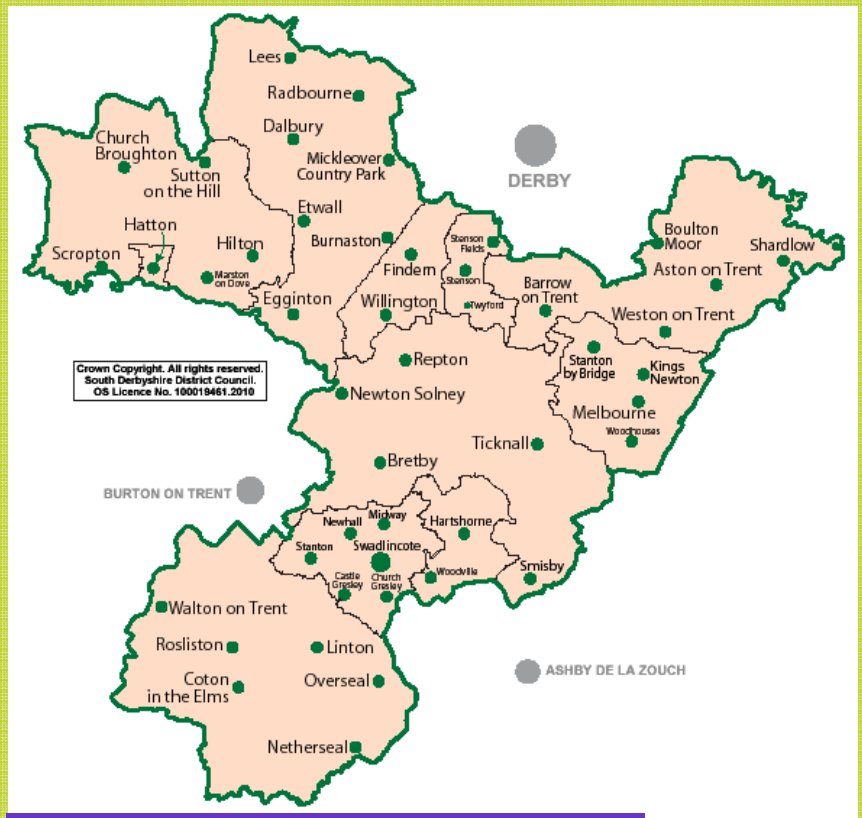 Lees
Radbourne
Dalbury
Church
Broughton
Mickleover
Country Park
Sutton
on the Hill
DERBY
Etwall
Hatton
Burnaston
Stenson
Fields
Boulton
Moor
Shardlow
Hilton
Scropton
Findern
Aston on Trent
Marston
on Dove
Stenson
Barrow
on Trent
Egginton
Willington
Twyford
Weston on Trent
Repton
Stanton
by Bridge
Kings
Newton
Crown Copyright. All rights reserved.
South Derbyshire District Council.
OS Licence No. 100019461.2010
Newton Solney
Melbourne
Woodhouses
Ticknall
Bretby
BURTON ON TRENT
Midway
Newhall
Hartshorne
Stanton
Swadlincote
Castle
Gresley
Church
Gresley
Woodville
Smisby
Walton on Trent
Rosliston
Linton
ASHBY DE LA ZOUCH
Coton
in the Elms
Overseal
Netherseal